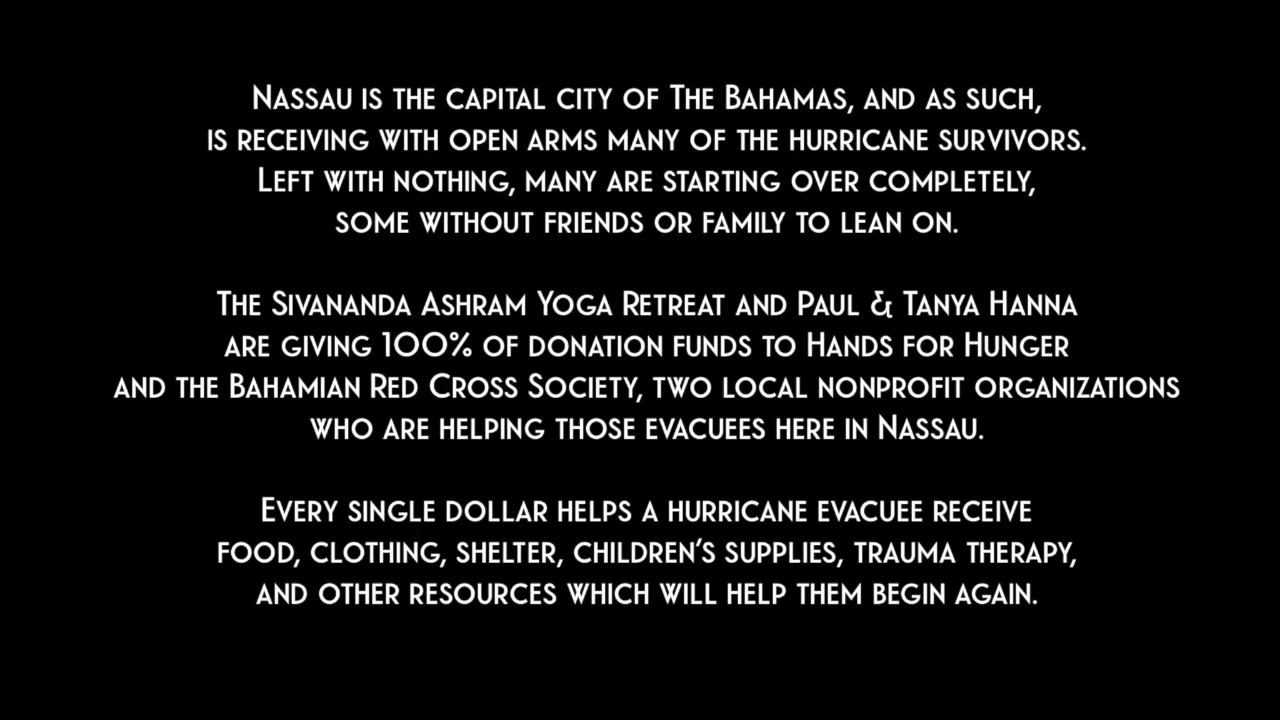 Nassau is the capital city of The Bahamas, and as such,
is receiving with open arms many of the hurricane survivors.
Left with nothing, many are starting over completely,
some without friends or family to lean on.
The Sivananda Ashram Yoga Retreat and Paul & Tanya Hanna
are giving 100% of donation funds to Hands for Hunger
and the Bahamian Red Cross Society, two local nonprofit organizations
who are helping those evacuees here in Nassau.
Every single dollar helps a hurricane evacuee receive
food, clothing, shelter, children's supplies, trauma therapy,
and other resources which will help them begin again.